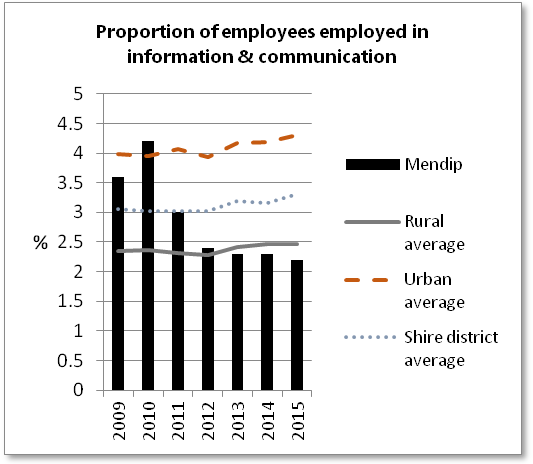 Proportion of employees employed in
information & communication
5
4.5
4
3.5
3
2.5
2
1.5
1
0.5
0
%
2009
2010
2011
2012
2013
2014
2015
Mendip
Rural
average
Urban
average
Shire district
average